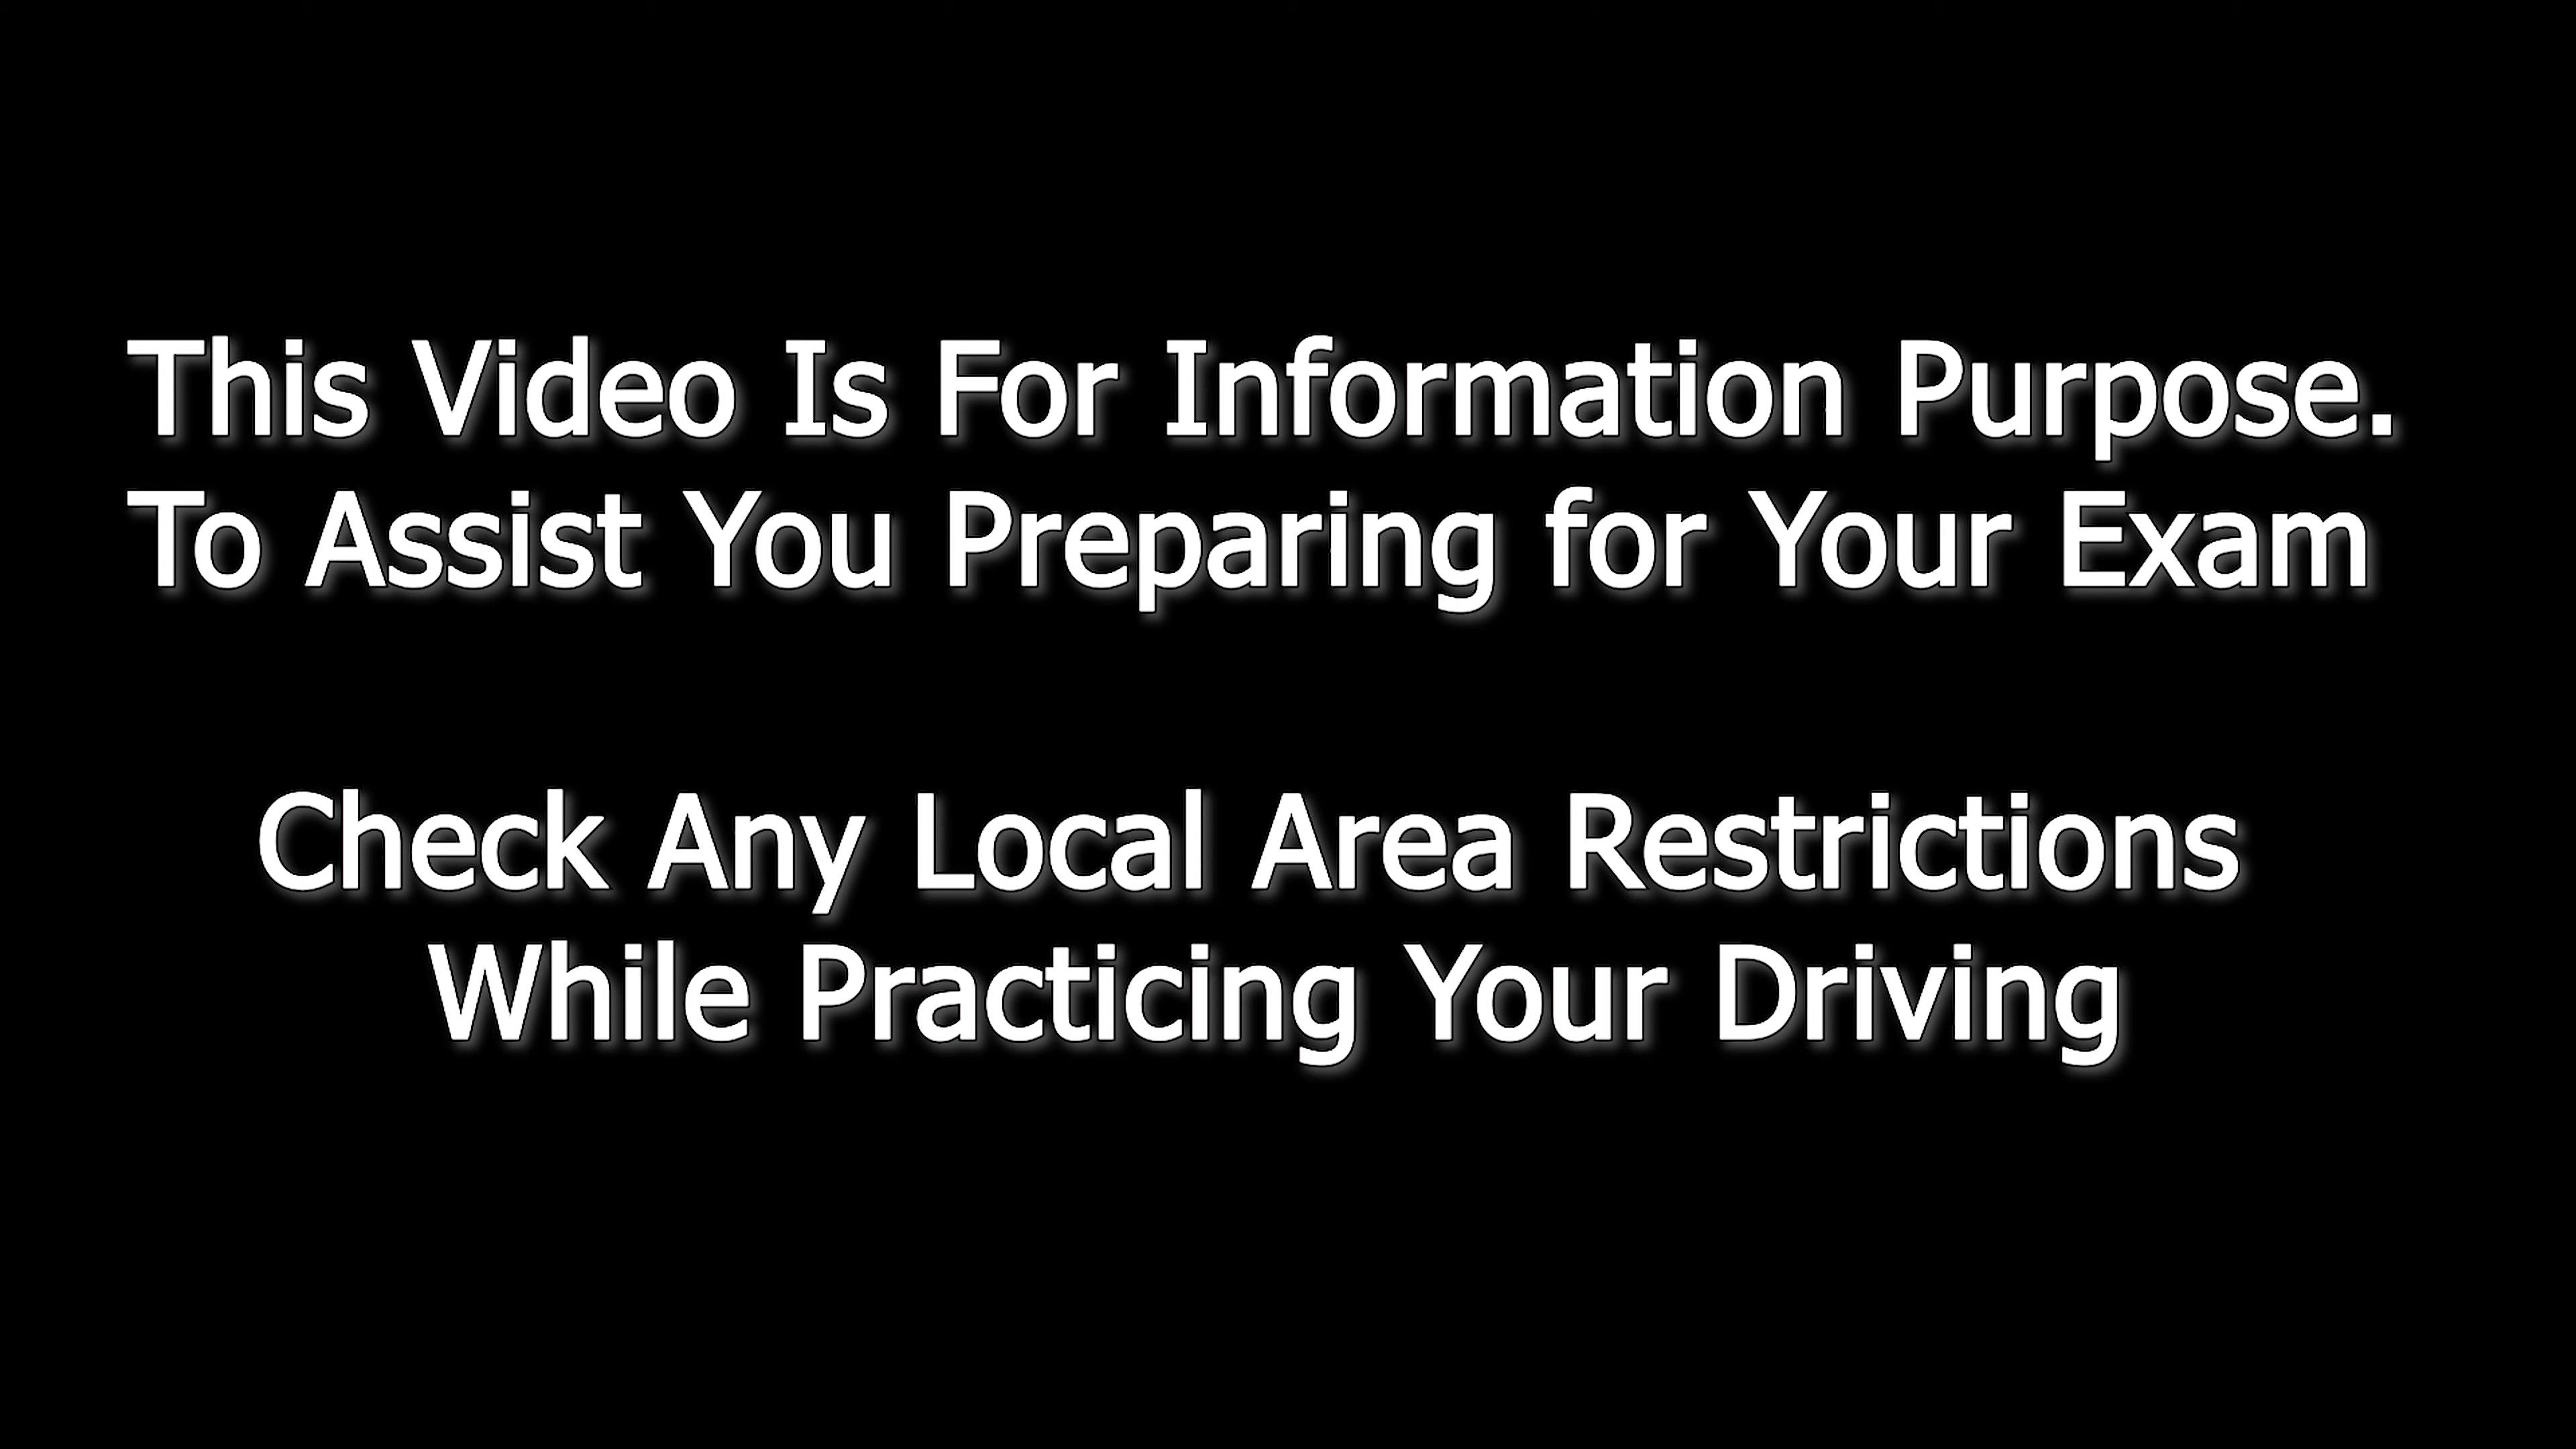 This Video Is For Information Purpose.
To Assist You Preparing for Your Exam
Check Any Local Area Restrictions
While Practicing Your Driving